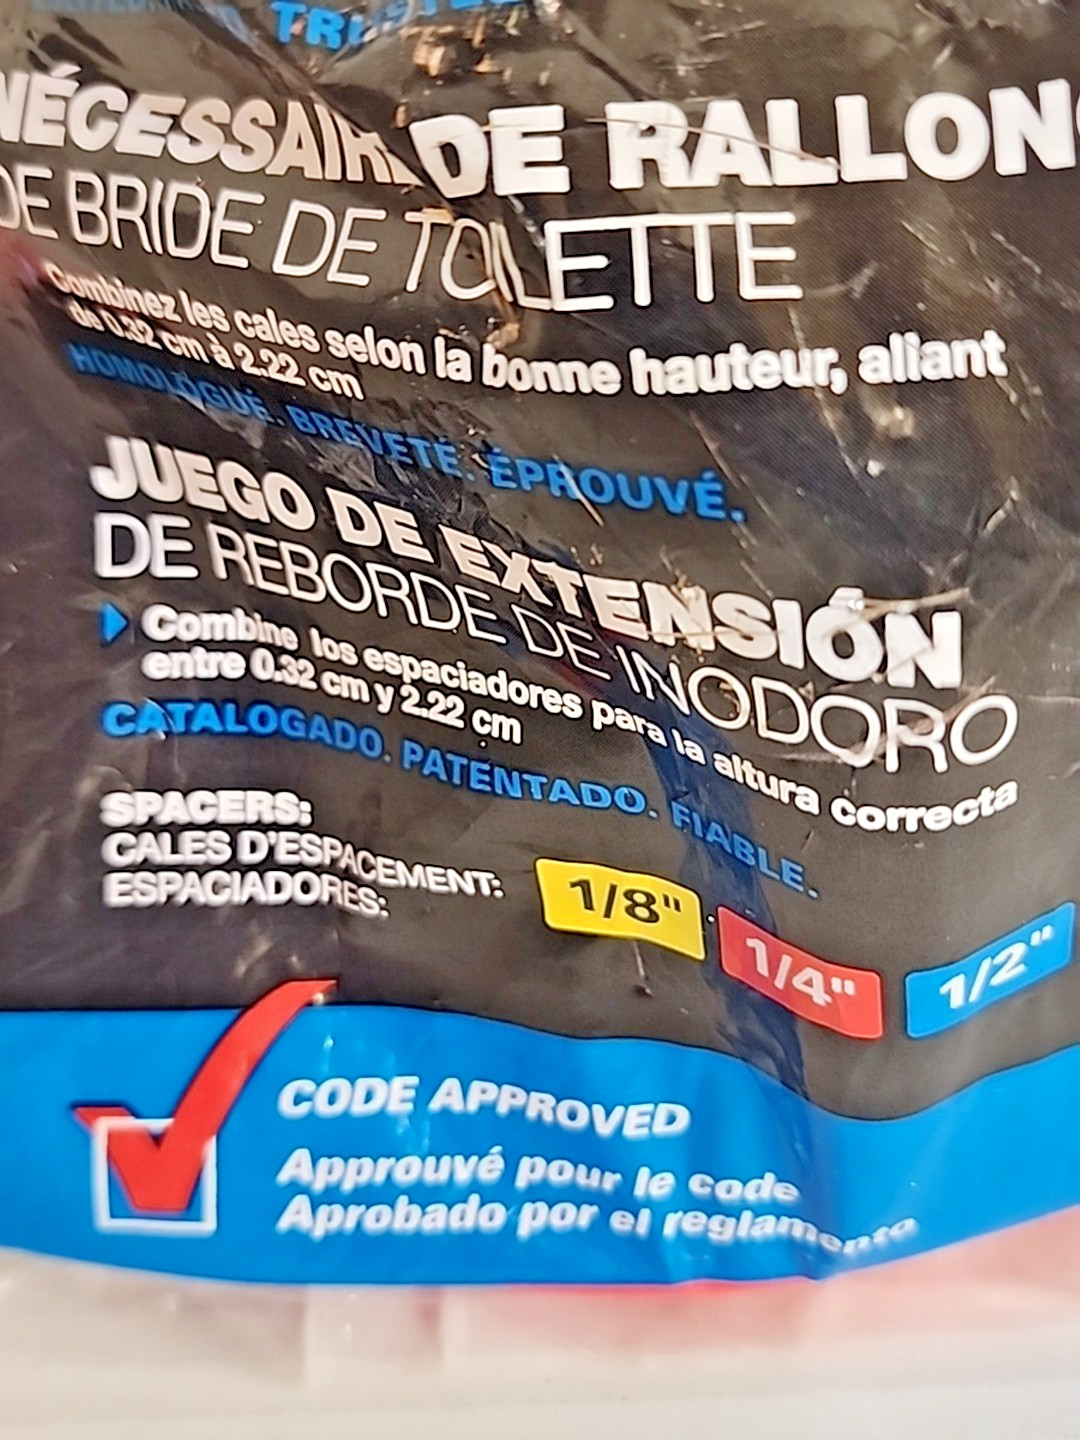 NÉCESSAIRE DE RALLON
DE BRIDE DE TOILETTE
Combinez les cales selon la bonne hauteur, aliant
de 0.32 cm à 2.22 cm
HOMOLOGUÉ. BREVETÉ. ÉPROUVÉ.
JUEGO DE EXTENSIÓN
DE REBORDE DE INODORO
Combine los espaciadores para la altura correcta
entre 0.32 cm y 2.22 cm
CATALOGADO. PATENTADO. FIABLE.
SPACERS:
CALES D'ESPACEMENT:
ESPACIADORES:
1/8" 1/4" 1/2"
CODE APPROVED
Approuvé pour le code
Aprobado por el reglamento